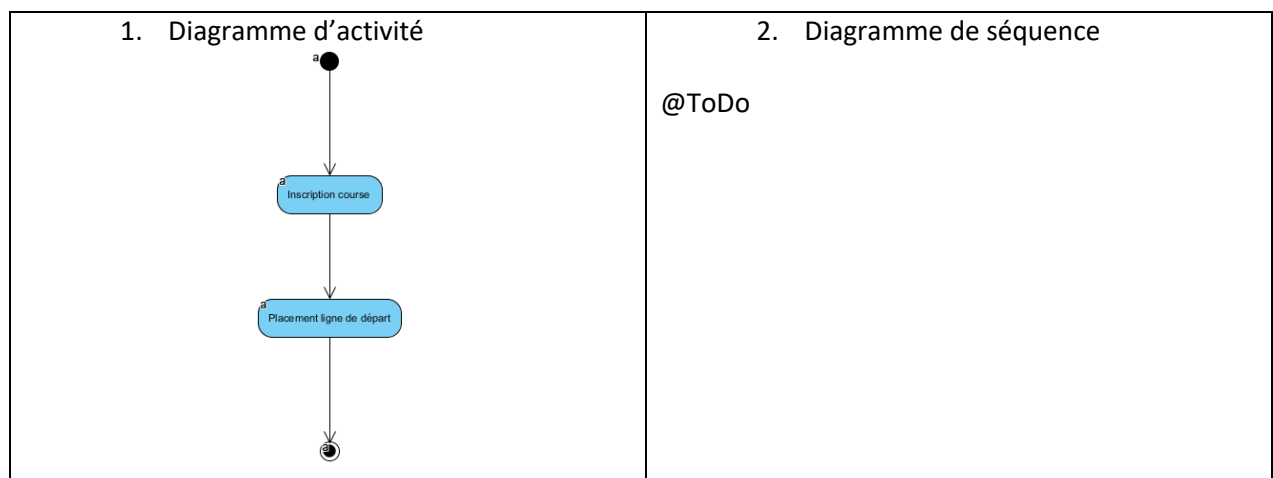 1. Diagramme d’activité
a
a
Inscription course
a
Placement ligne de départ
a
2. Diagramme de séquence
@ToDo